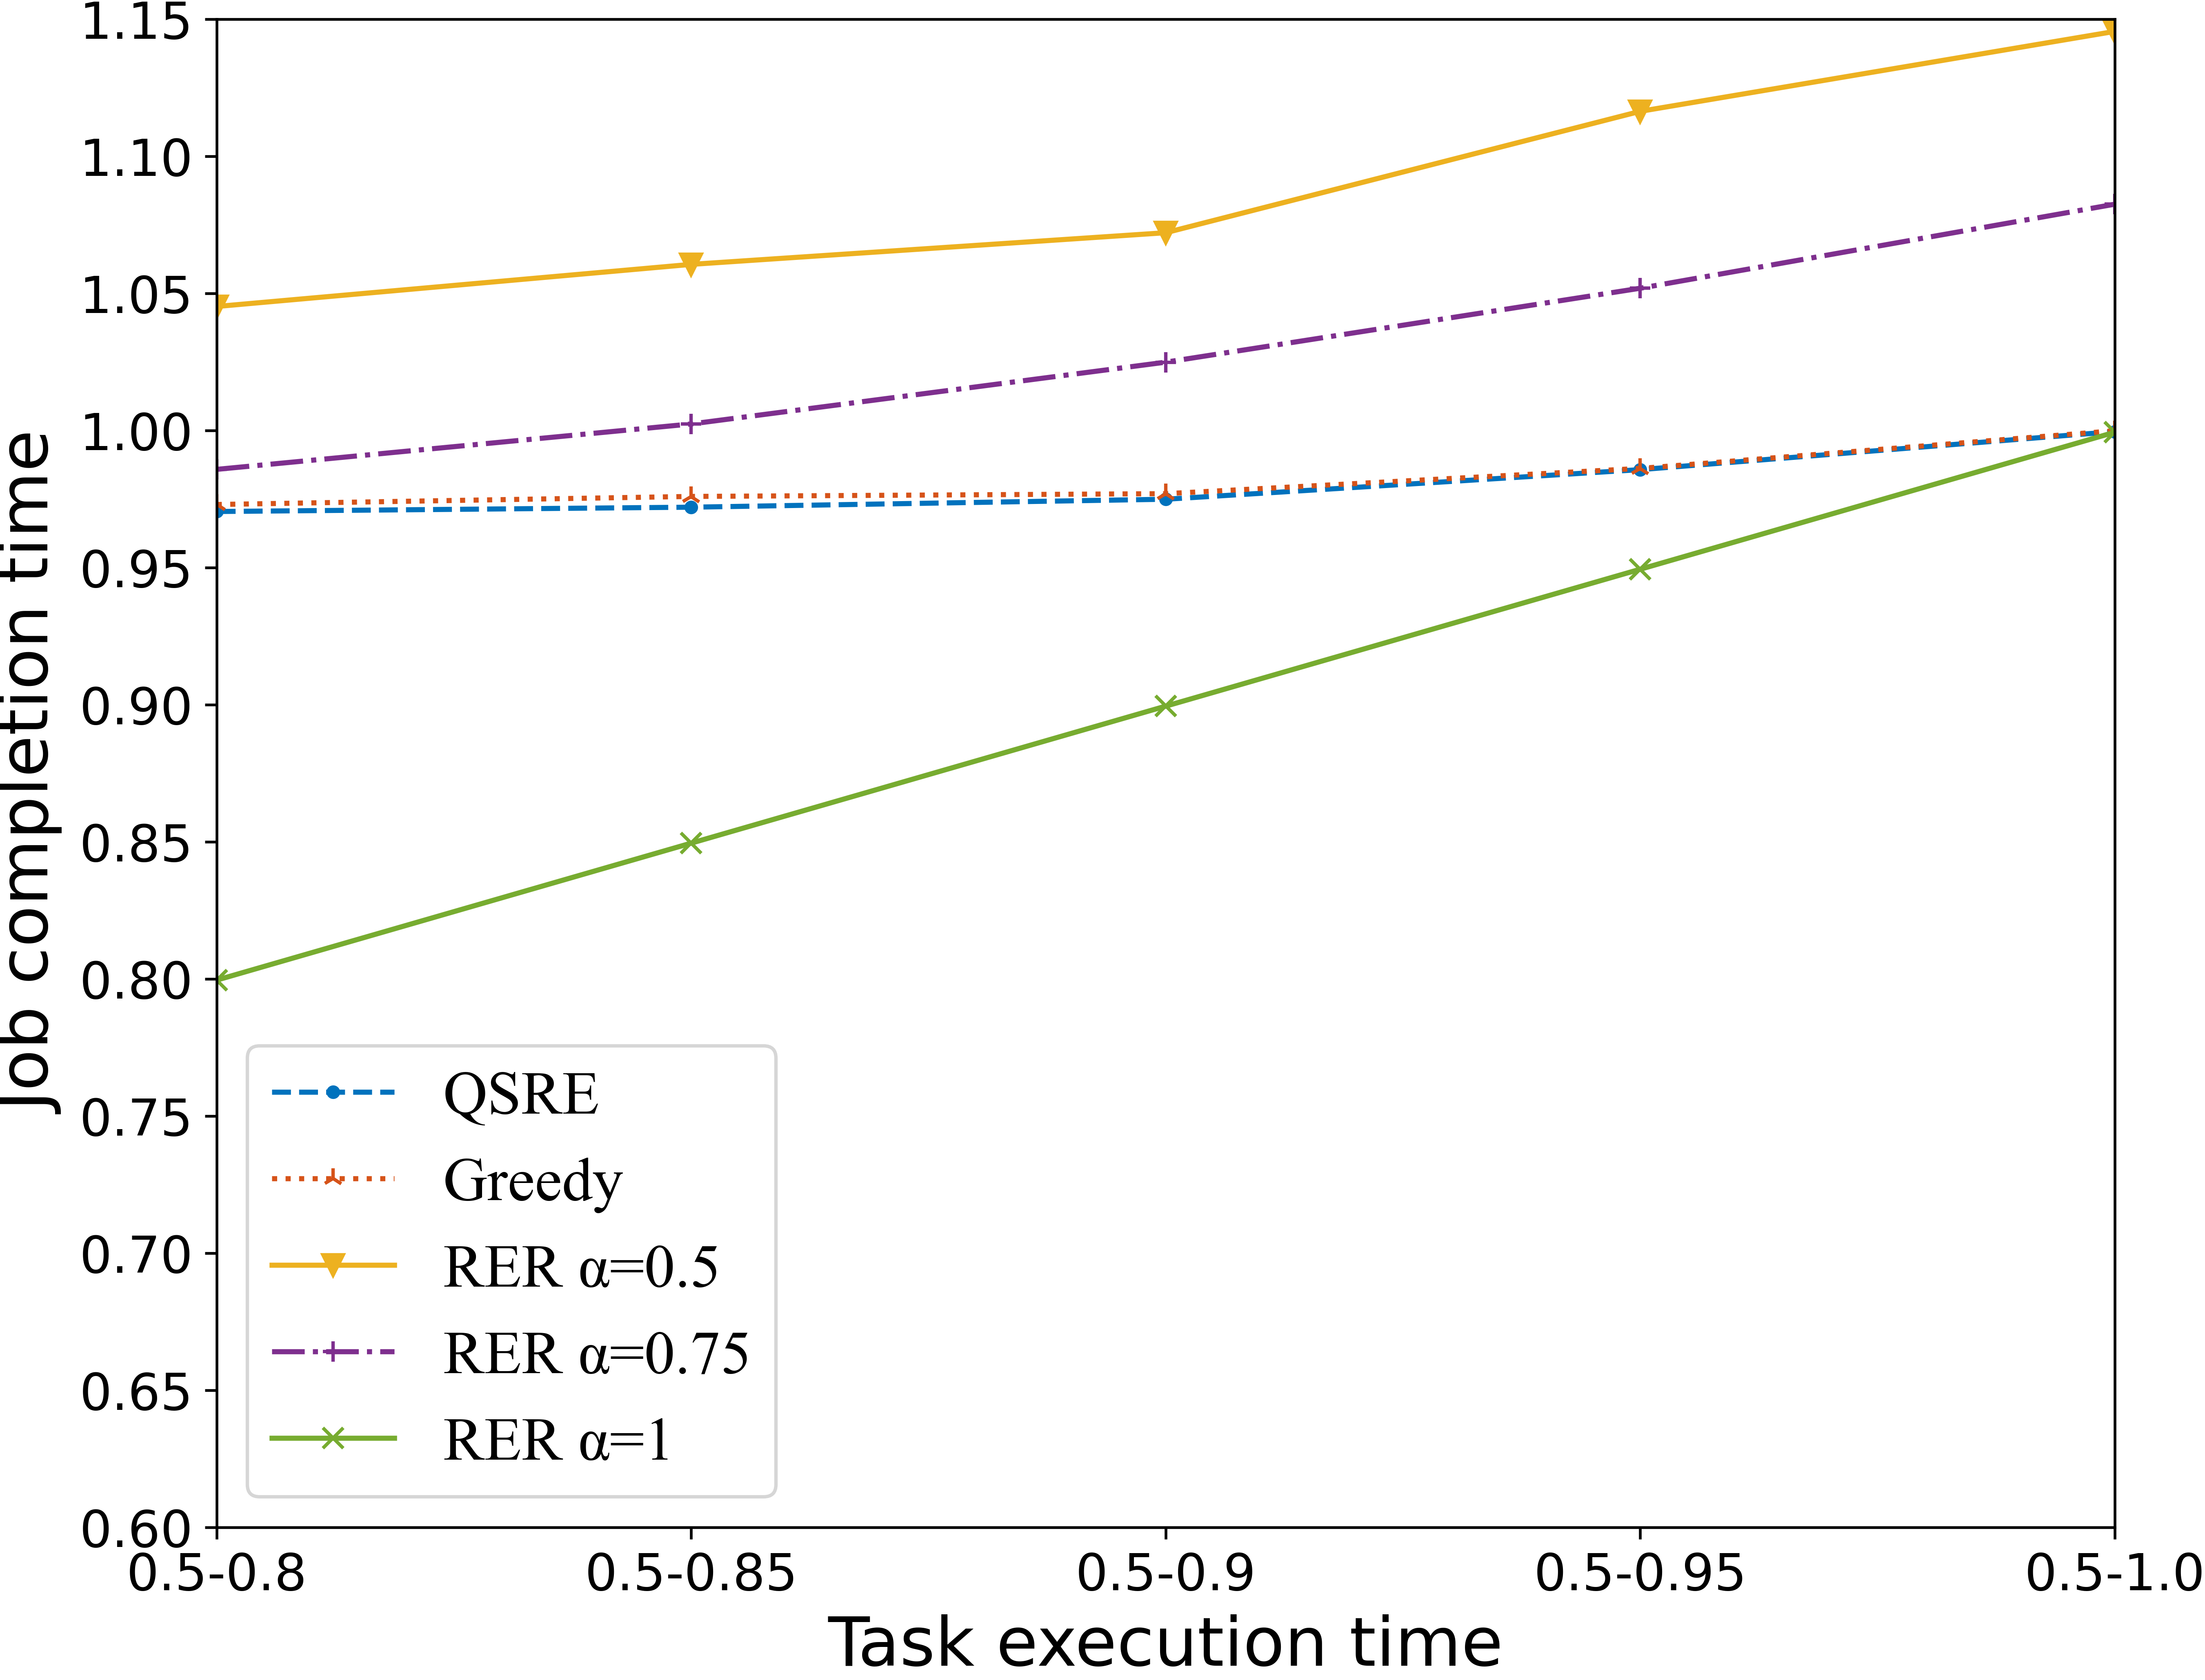 1.15
1.10
1.05
1.00
0.95
0.90
0.85
0.80
0.75
0.70
0.65
0.60
Job completion time
QSRE
Greedy
RER α=0.5
RER α=0.75
RER α=1
0.5-0.8 0.5-0.85 0.5-0.9 0.5-0.95 0.5-1.0
Task execution time